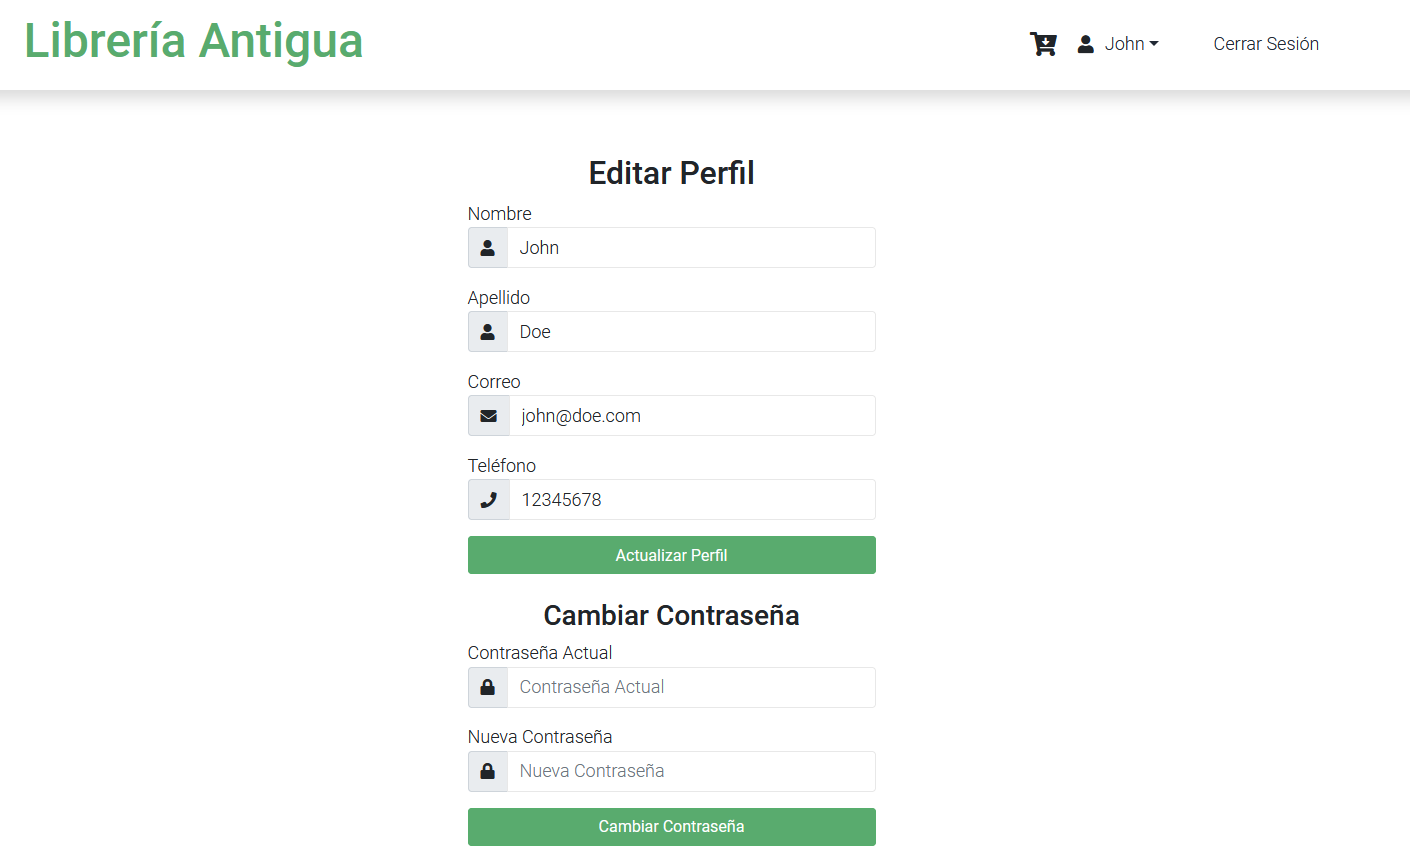 Librería Antigua
John
Cerrar Sesión
Editar Perfil
Nombre
John
Apellido
Doe
Correo
john@doe.com
Teléfono
12345678
Actualizar Perfil
Cambiar Contraseña
Contraseña Actual
Contraseña Actual
Nueva Contraseña
Nueva Contraseña
Cambiar Contraseña